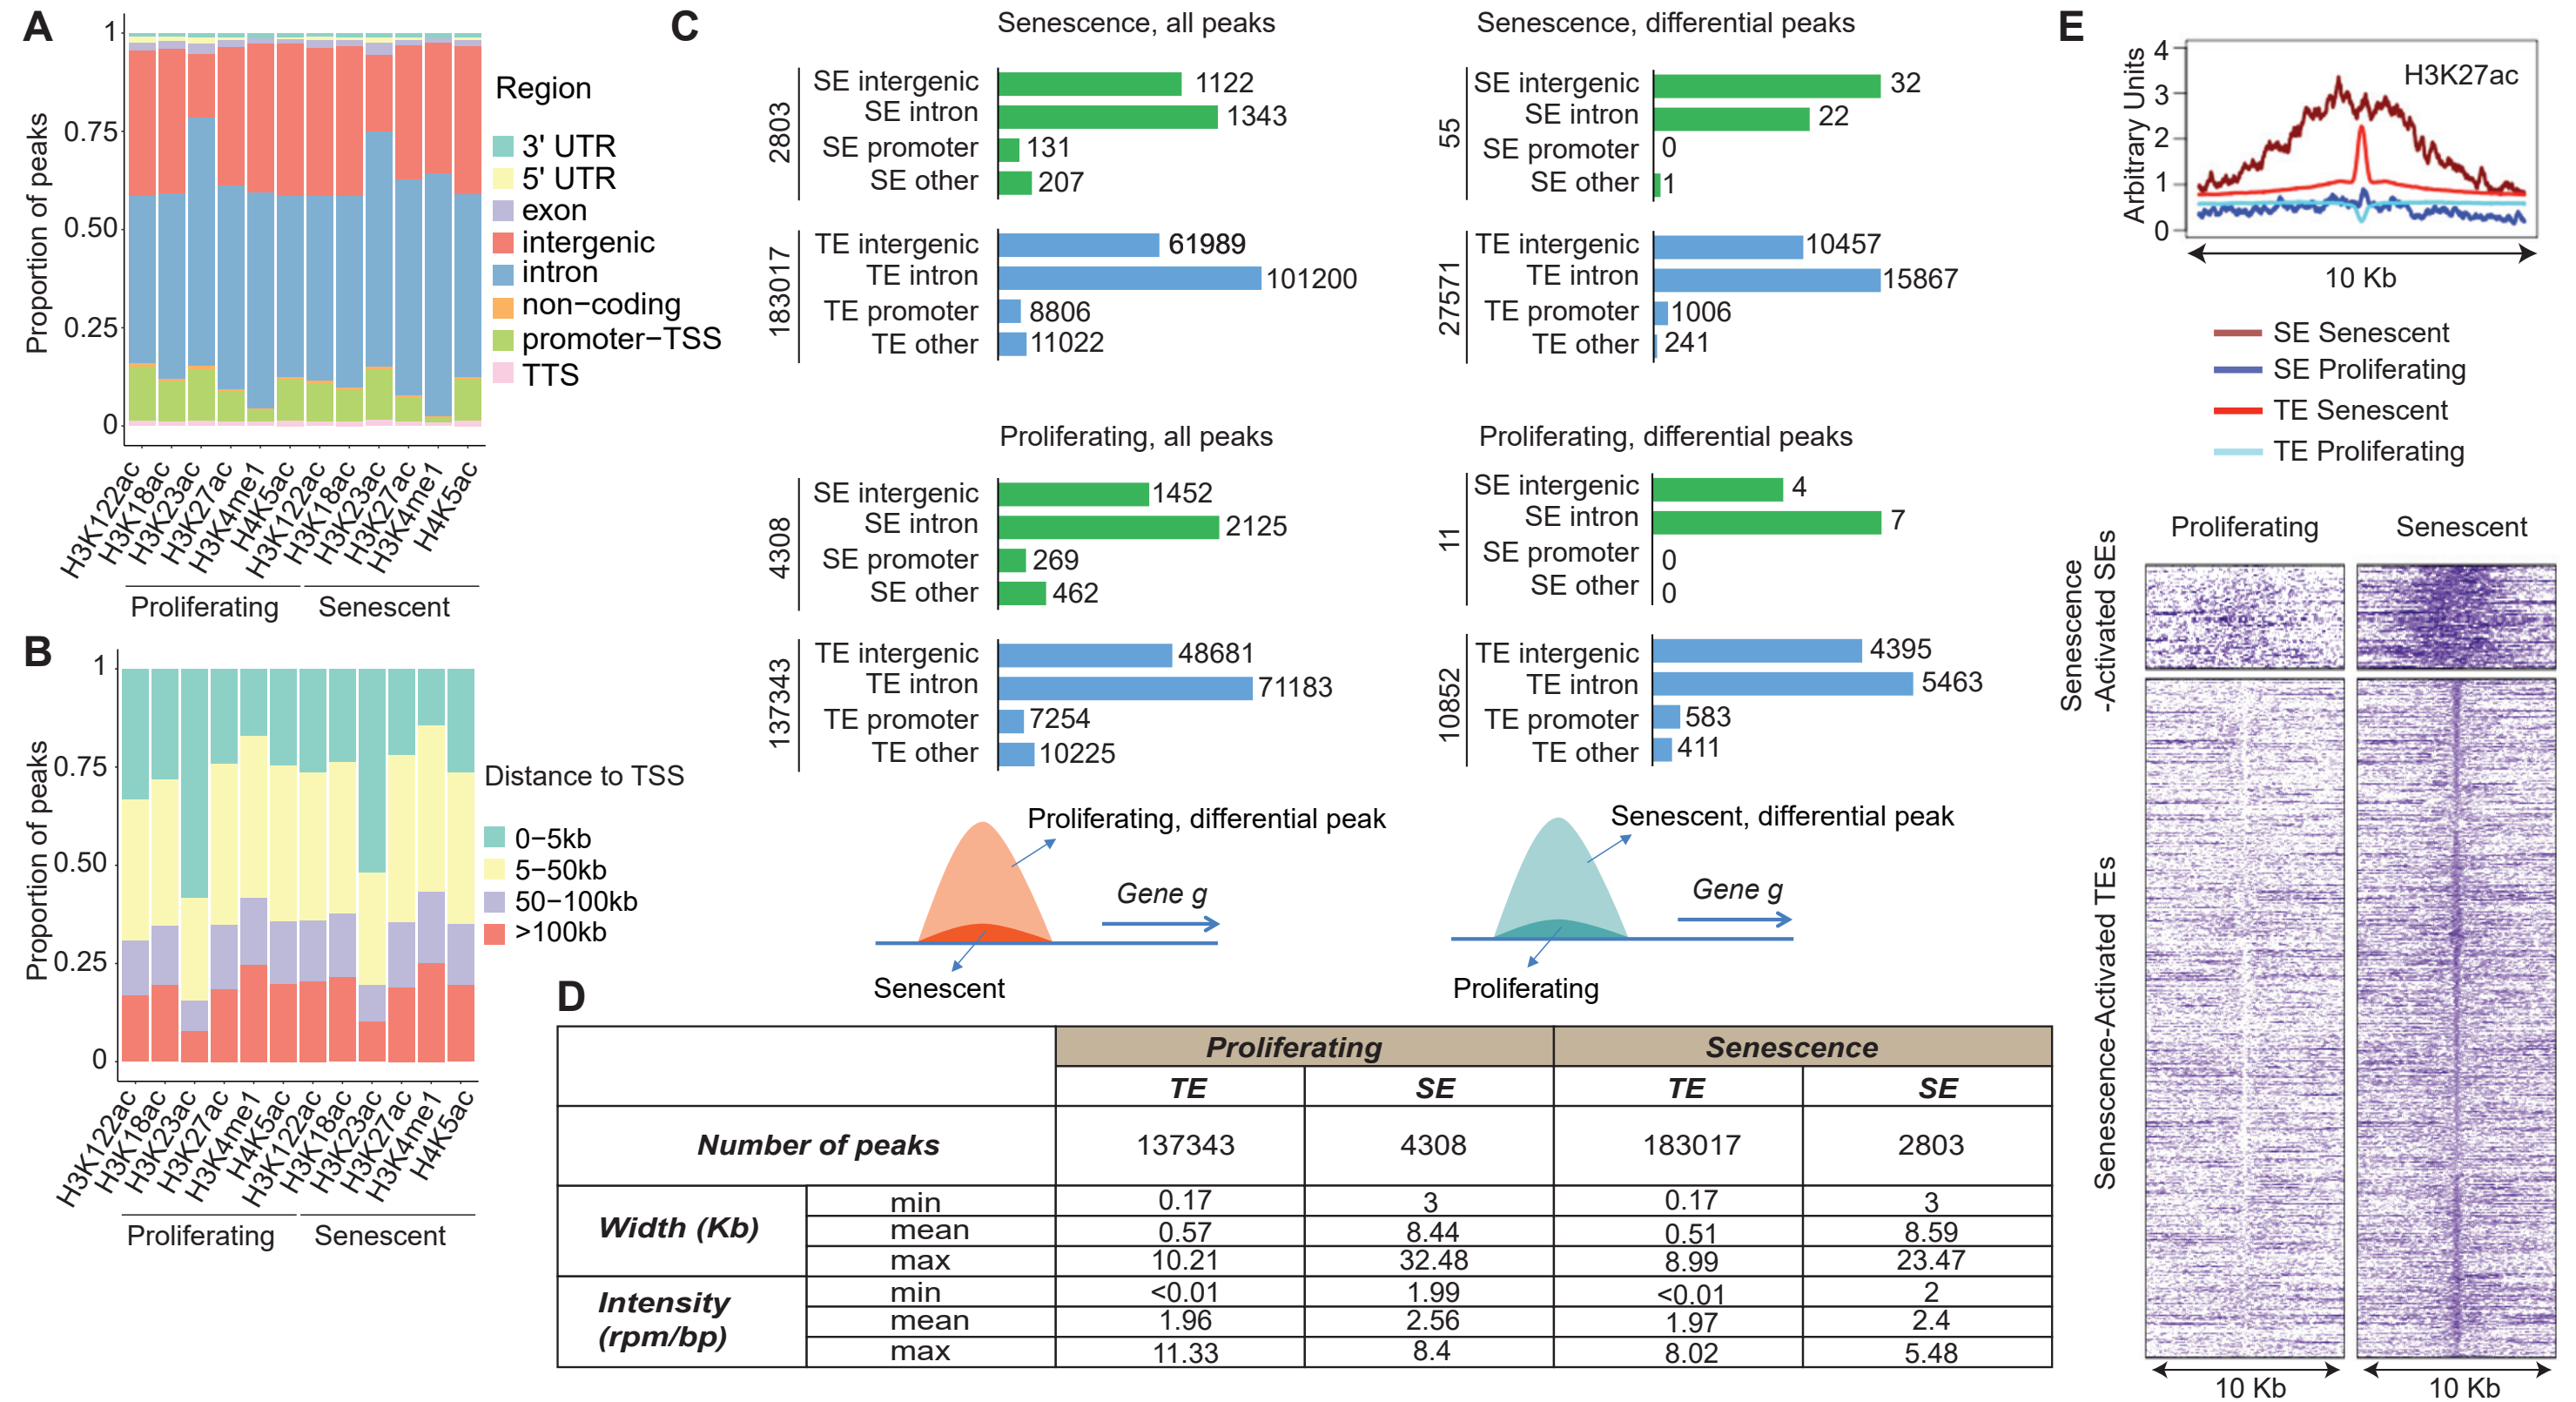 A
1
0.75
0.50
0.25
0
Proportion of peaks
H3K122ac
H3K18ac
H3K23ac
H3K27ac
H3K4me1
H4K5ac
H3K122ac
H3K18ac
H3K23ac
H3K27ac
H3K4me1
H4K5ac
Proliferating
Senescent
Region
3' UTR
5' UTR
exon
intergenic
intron
non−coding
promoter−TSS
TTS
B
1
0.75
0.50
0.25
0
Proportion of peaks
H3K122ac
H3K18ac
H3K23ac
H3K27ac
H3K4me1
H4K5ac
H3K122ac
H3K18ac
H3K23ac
H3K27ac
H3K4me1
H4K5ac
Proliferating
Senescent
Distance to TSS
0−5kb
5−50kb
50−100kb
>100kb
C
Senescence, all peaks
2803
SE intergenic 1122
SE intron 1343
SE promoter 131
SE other 207
183017
TE intergenic 61989
TE intron 101200
TE promoter 8806
TE other 11022
Senescence, differential peaks
55
SE intergenic 32
SE intron 22
SE promoter 0
SE other 1
27571
TE intergenic 10457
TE intron 15867
TE promoter 1006
TE other 241
Proliferating, all peaks
4308
SE intergenic 1452
SE intron 2125
SE promoter 269
SE other 462
137343
TE intergenic 48681
TE intron 71183
TE promoter 7254
TE other 10225
Proliferating, differential peaks
11
SE intergenic 4
SE intron 7
SE promoter 0
SE other 0
10852
TE intergenic 4395
TE intron 5463
TE promoter 583
TE other 411
Proliferating, differential peak
Gene g
Senescent
Senescent, differential peak
Gene g
Proliferating
D
Proliferating Senescence
TE SE TE SE
Number of peaks 137343 4308 183017 2803
Width (Kb)
min 0.17 3 0.17 3
mean 0.57 8.44 0.51 8.59
max 10.21 32.48 8.99 23.47
Intensity
(rpm/bp)
min <0.01 1.99 <0.01 2
mean 1.96 2.56 1.97 2.4
max 11.33 8.4 8.02 5.48
E
Arbitrary Units
4
3
2
1
0
H3K27ac
10 Kb
SE Senescent
SE Proliferating
TE Senescent
TE Proliferating
Proliferating Senescent
Senescence
-Activated SEs
Senescence-Activated TEs
10 Kb 10 Kb